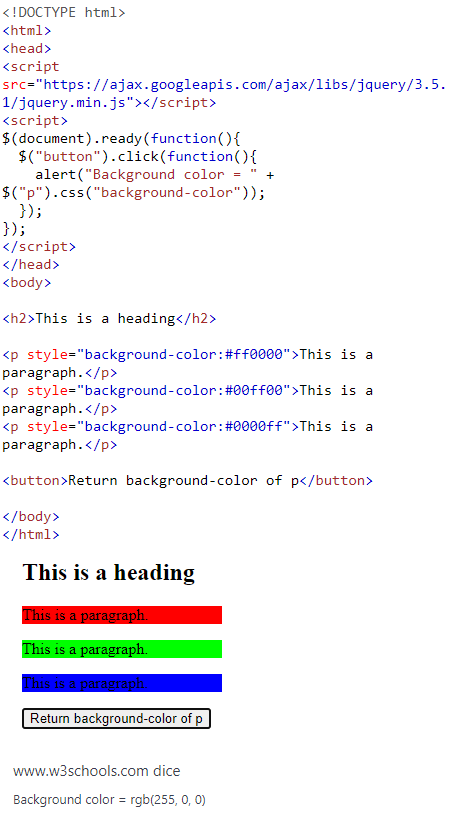 <!DOCTYPE html>
<html>
<head>
<script
src="https://ajax.googleapis.com/ajax/libs/jquery/3.5.
1/jquery.min.js"></script>
<script>
$(document).ready(function(){
  $("button").click(function(){
    alert("Background color = " +
$("p").css("background-color"));
  });
});
</script>
</head>
<body>

<h2>This is a heading</h2>

<p style="background-color:#ff0000">This is a
paragraph.</p>
<p style="background-color:#00ff00">This is a
paragraph.</p>
<p style="background-color:#0000ff">This is a
paragraph.</p>

<button>Return background-color of p</button>

</body>
</html>
This is a heading
This is a paragraph.
This is a paragraph.
This is a paragraph.
Return background-color of p
www.w3schools.com dice
Background color = rgb(255, 0, 0)